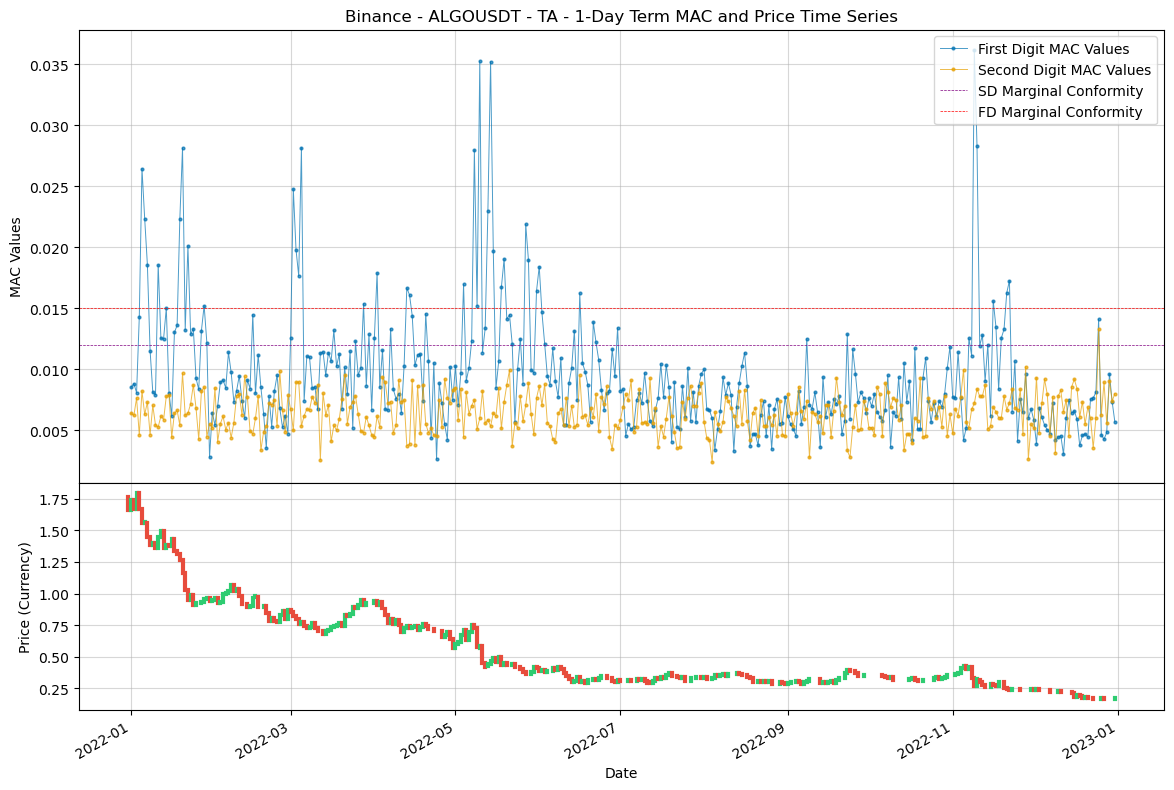 Binance - ALGOUSDT - TA - 1-Day Term MAC and Price Time Series
First Digit MAC Values
Second Digit MAC Values
SD Marginal Conformity
FD Marginal Conformity
MAC Values
0.035
0.030
0.025
0.020
0.015
0.010
0.005
Price (Currency)
1.75
1.50
1.25
1.00
0.75
0.50
0.25
2022-01
2022-03
2022-05
2022-07
2022-09
2022-11
2023-01
Date